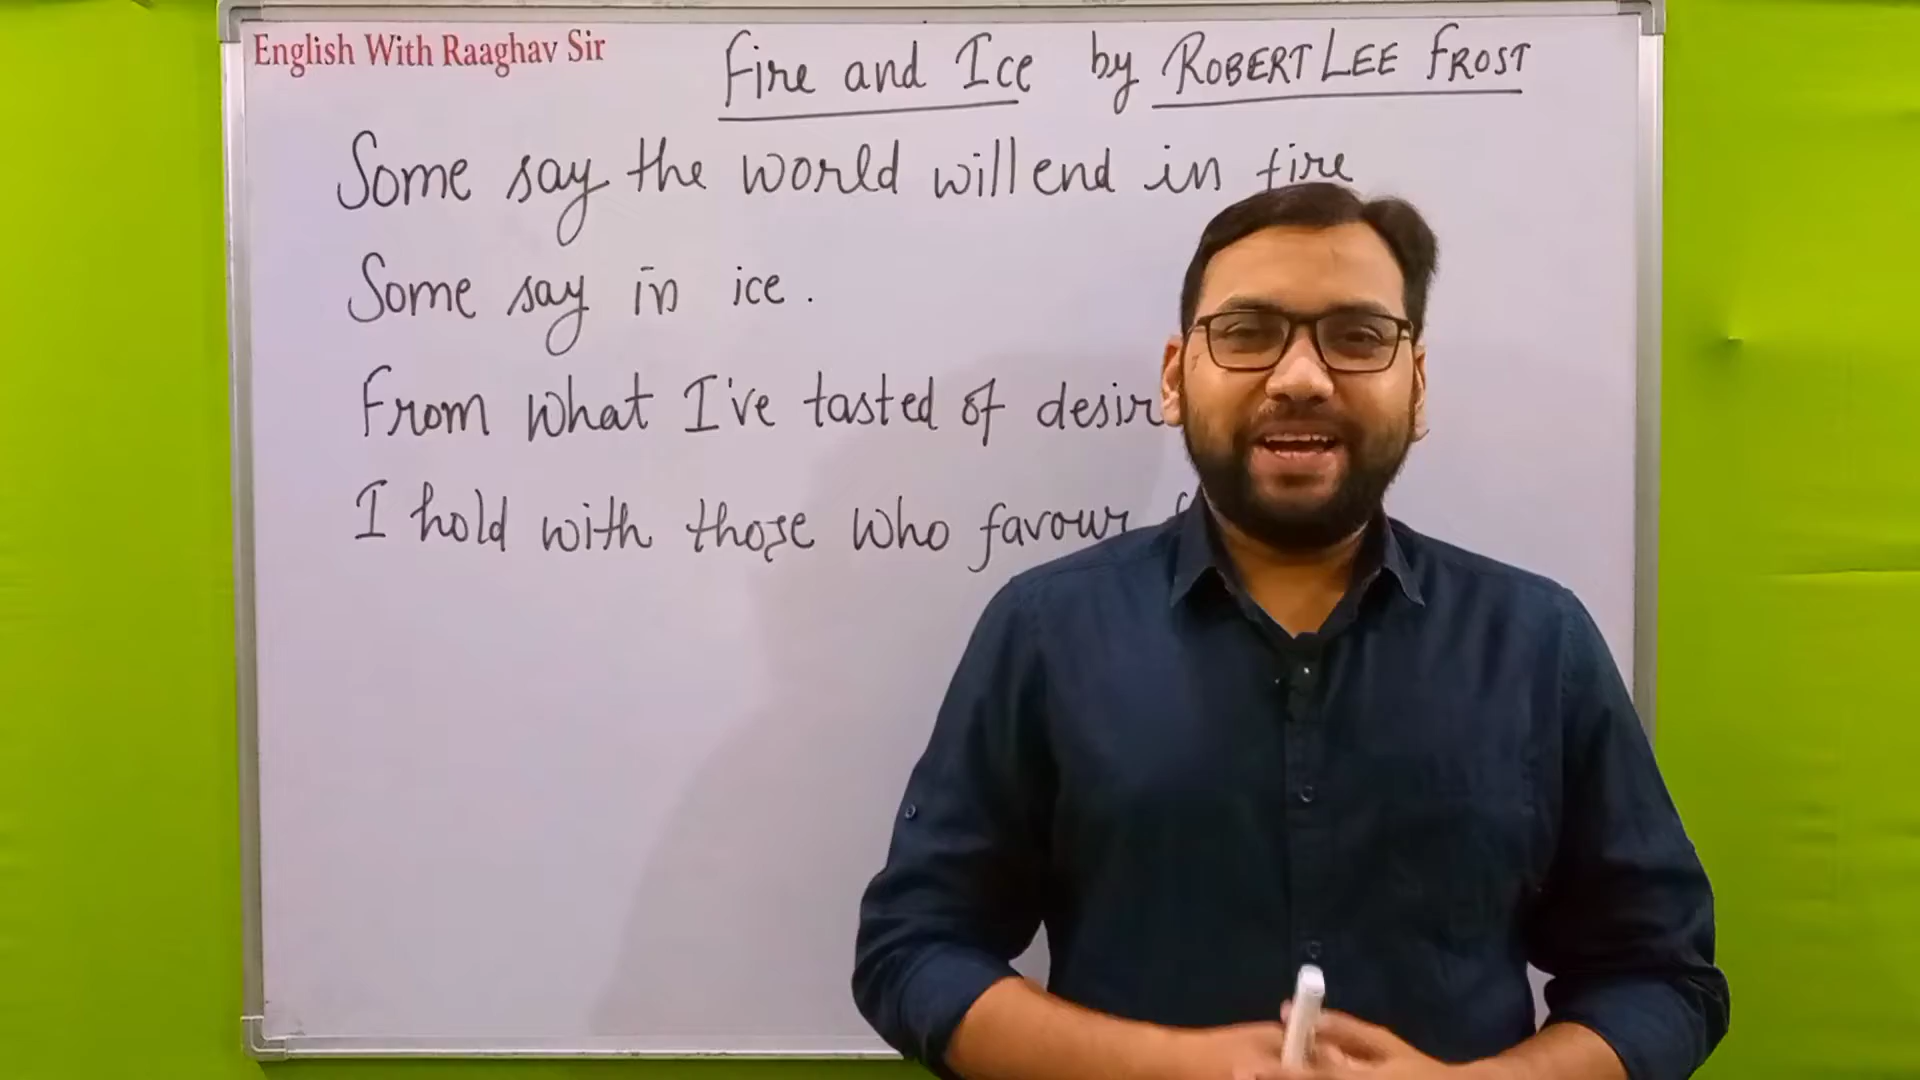 English With Raaghav Sir
Fire and Ice by ROBERT LEE FROST
Some say the world will end in fire
Some say in ice.
From what I've tasted of desir
I hold with those who favour